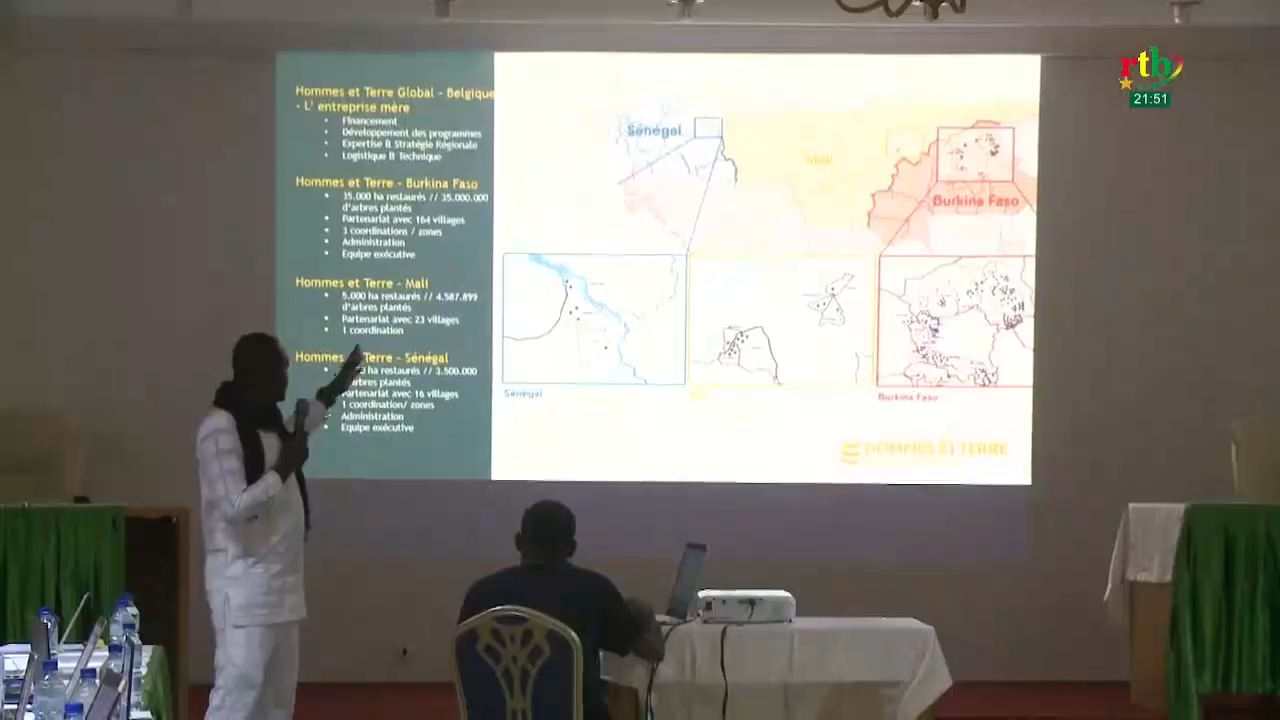 rtb
21:51
Hommes et Terre Global - Belgique
- L' entreprise mère
• Financement
• Développement des programmes
• Expertise & Stratégie Régionale
• Logistique & Technique
Hommes et Terre - Burkina Faso
• 15.000 ha restaurés // 35.000.000
d'arbres plantés
• Partenariat avec 164 villages
• 3 coordinations / zones
• Administration
• Equipe exécutive
Hommes et Terre - Mali
• 5.000 ha restaurés // 4.587.899
d'arbres plantés
• Partenariat avec 23 villages
• 1 coordination
Hommes Terre - Sénégal
ha restaurés // 3.500.000
arbres plantés
Partenariat avec 16 villages
1 coordination/ zones
Administration
Equipe exécutive
Sénégal
Mali
Burkina Faso
Sénégal
Burkina Faso
HOMMES ET TERRE